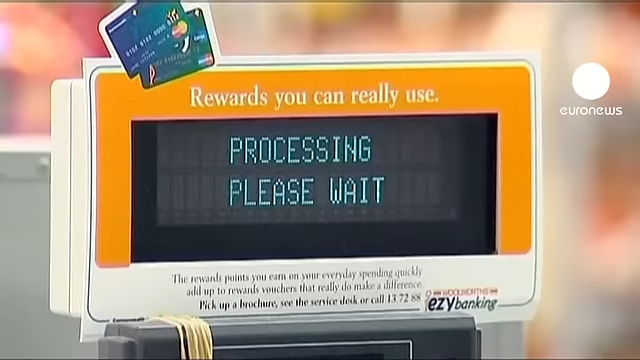 Rewards you can really use.
euronews
PROCESSING
PLEASE WAIT
The rewards points you earn on your everyday spending quickly
add up to rewards vouchers that really do make a difference.
Pick up a brochure, see the service desk or call 13 72 88
WOOLWORTHS
ezybanking